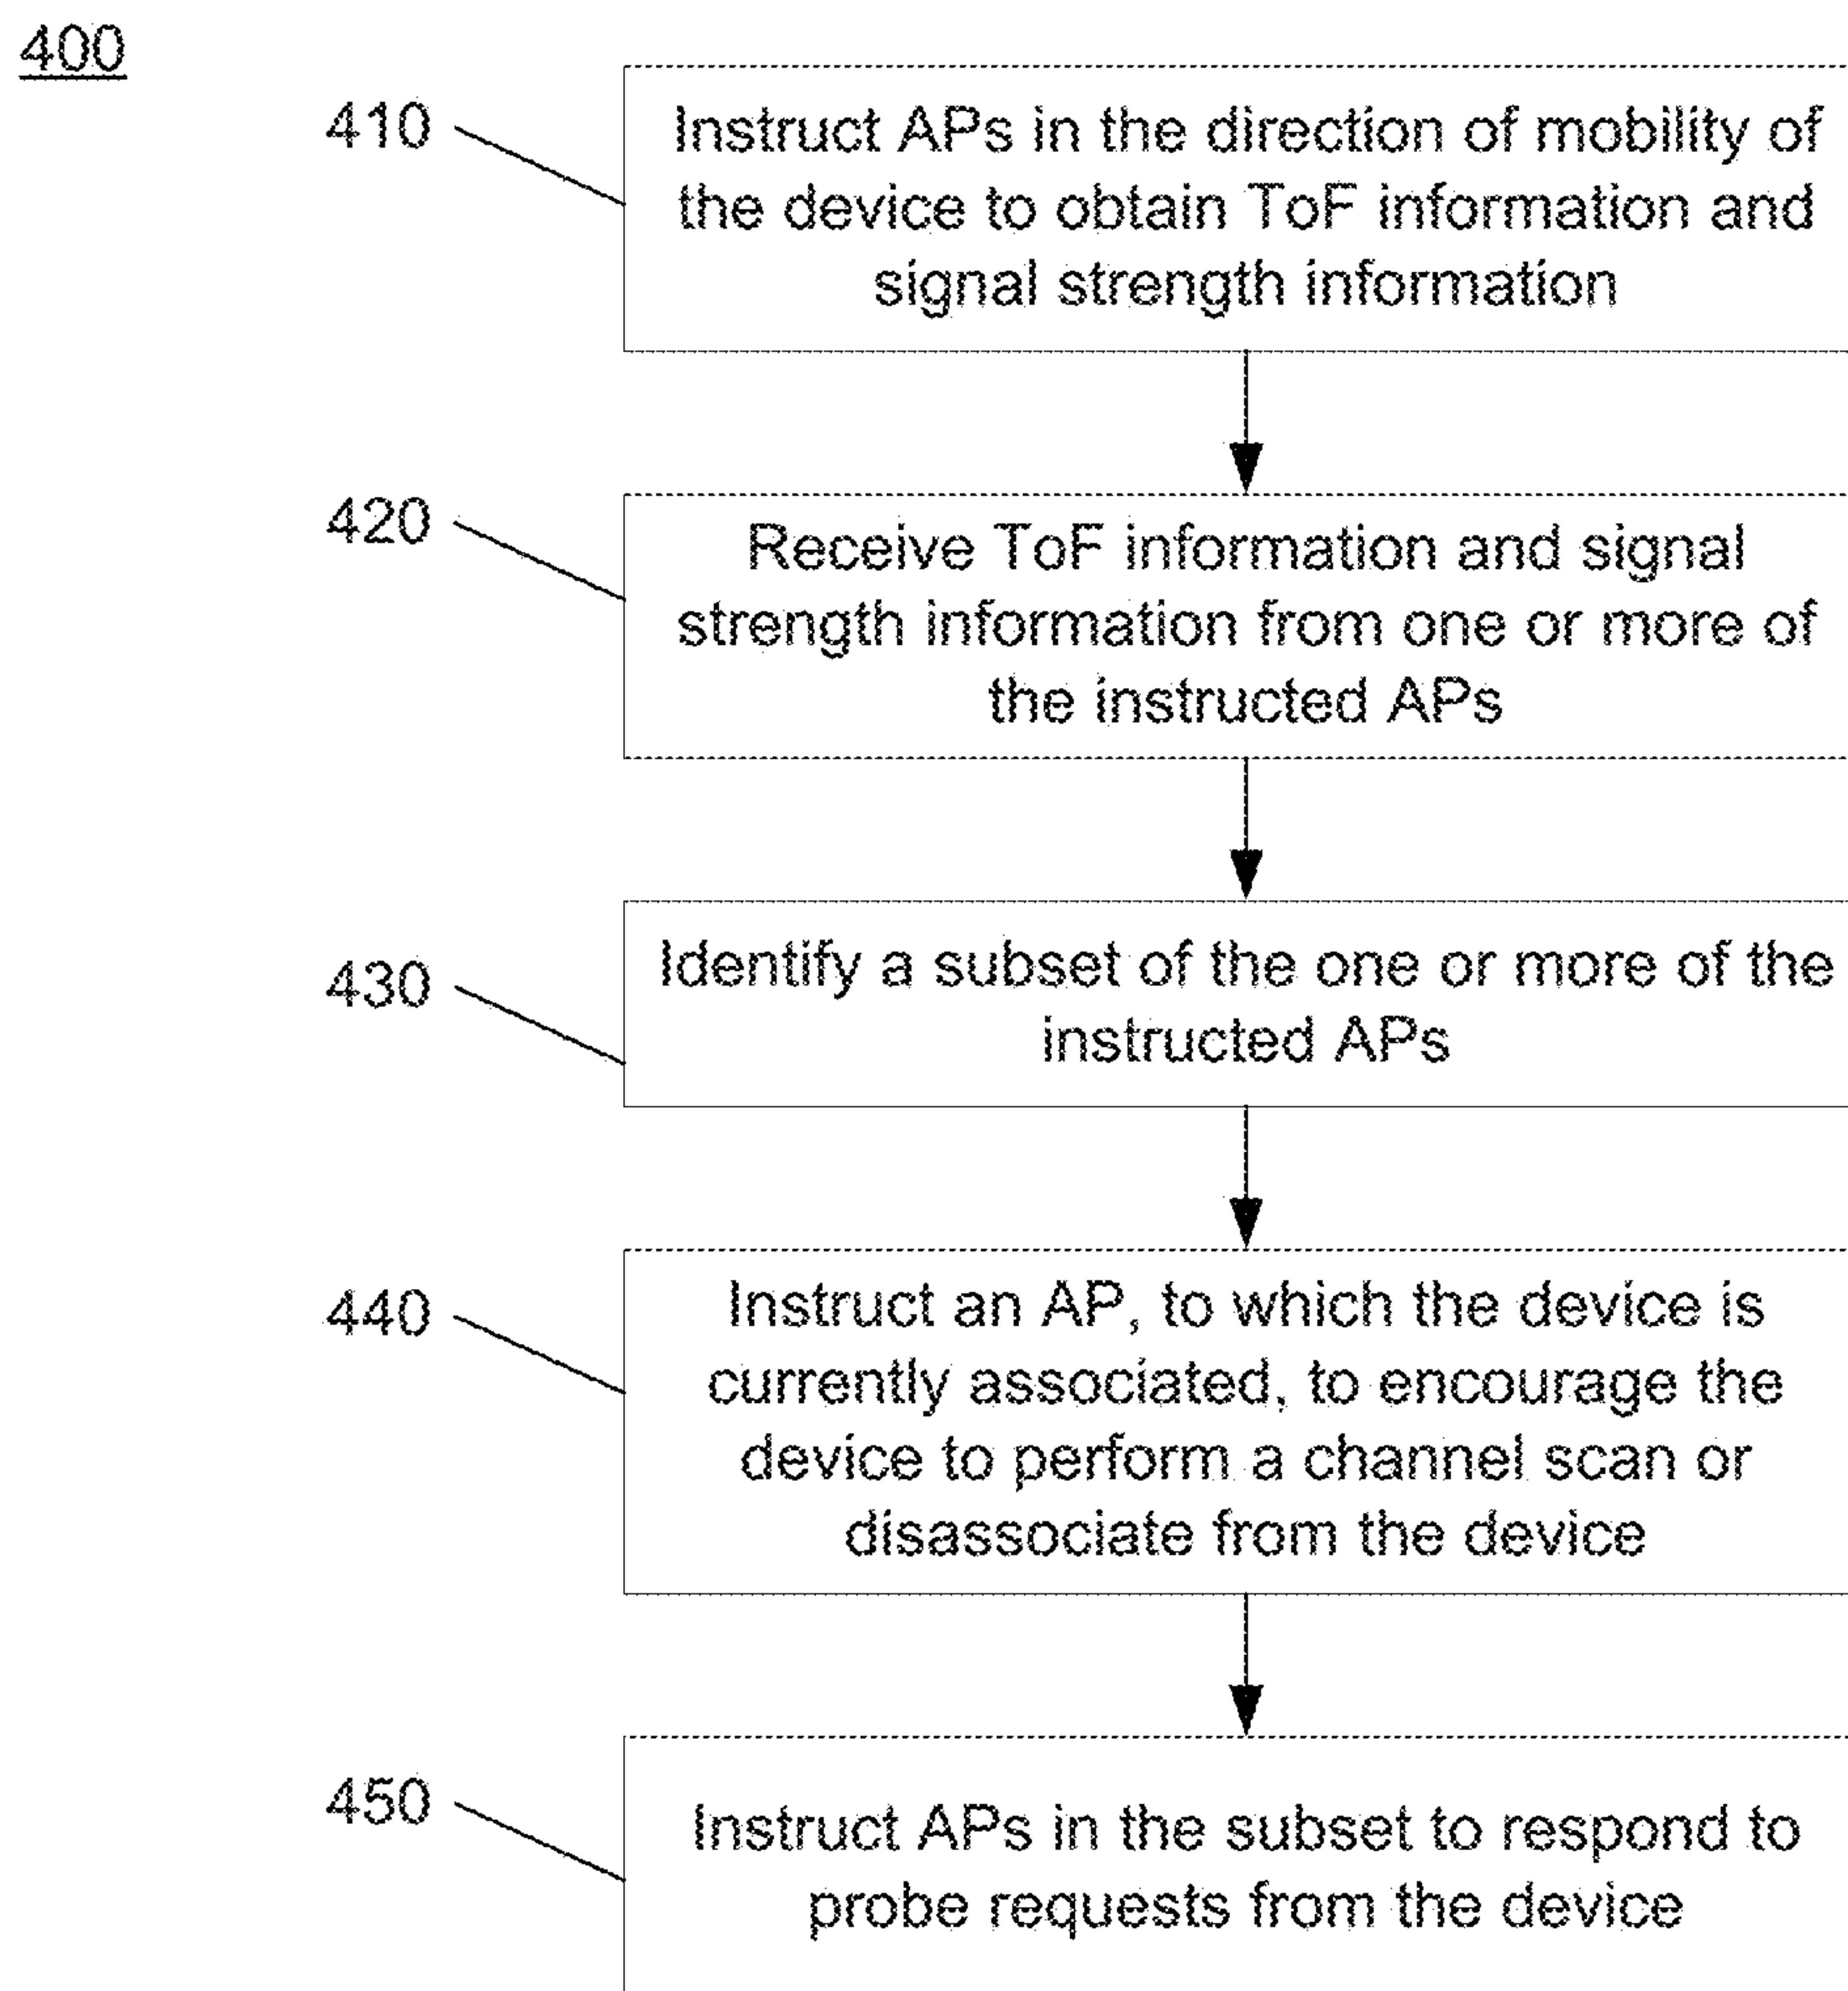 400
410
Instruct APs in the direction of mobility of
the device to obtain ToF information and
signal strength information
420
Receive ToF information and signal
strength information from one or more of
the instructed APs
430
Identify a subset of the one or more of the
instructed APs
440
Instruct an AP, to which the device is
currently associated, to encourage the
device to perform a channel scan or
disassociate from the device
450
Instruct APs in the subset to respond to
probe requests from the device